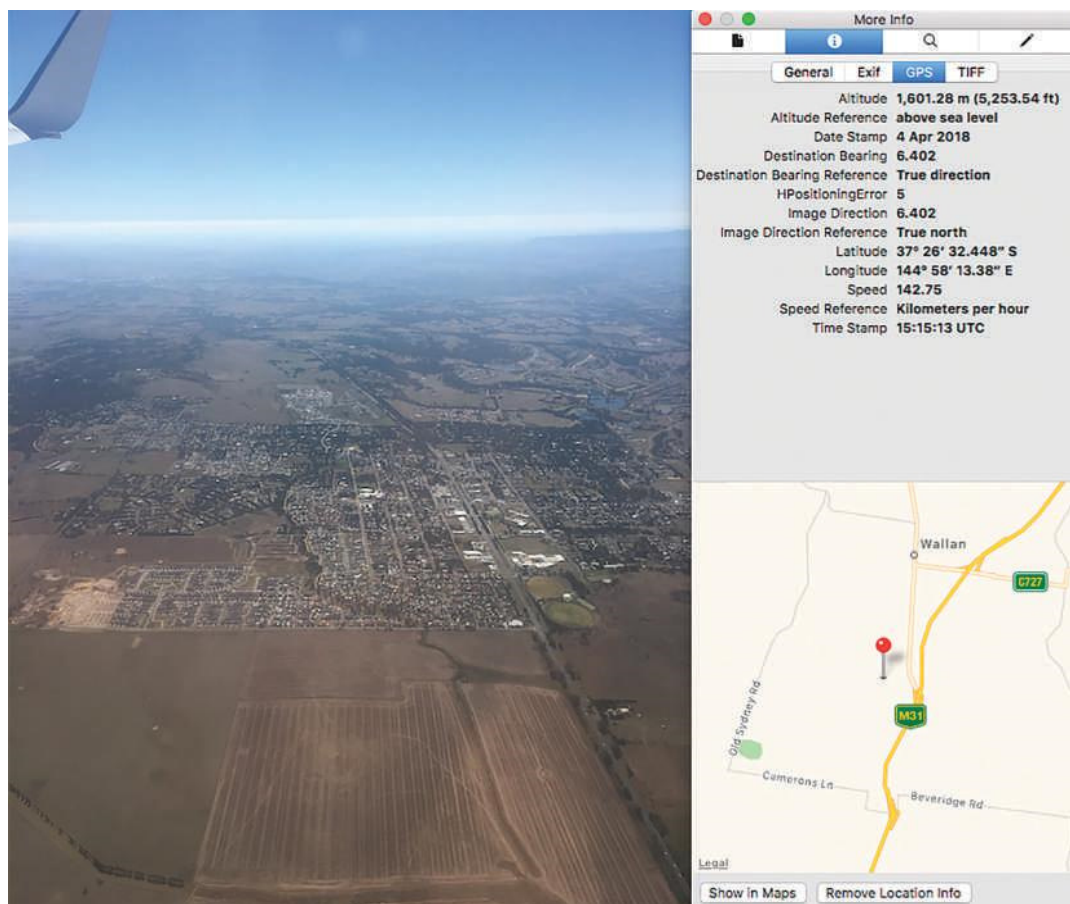 More Info
General Exif GPS TIFF
Altitude 1,601.28 m (5,253.54 ft)
Altitude Reference above sea level
Date Stamp 4 Apr 2018
Destination Bearing 6.402
Destination Bearing Reference True direction
HPositioningError 5
Image Direction 6.402
Image Direction Reference True north
Latitude 37° 26' 32.448" S
Longitude 144° 58' 13.38" E
Speed 142.75
Speed Reference Kilometers per hour
Time Stamp 15:15:13 UTC
Wallan
C727
Old Sydney Rd
M31
Camerons Ln
Beveridge Rd
Legal
Show in Maps Remove Location Info